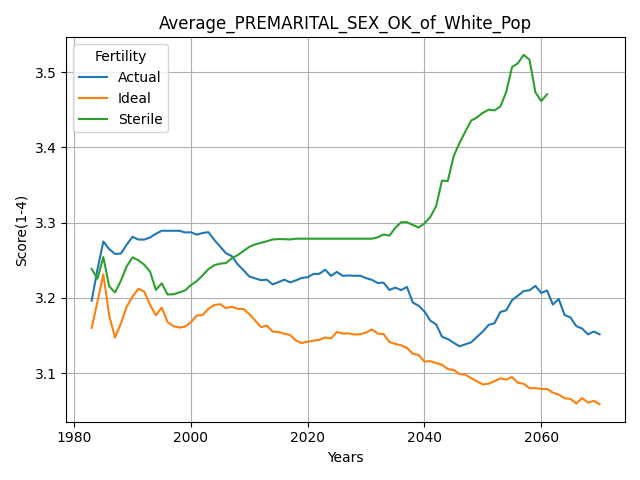 Average_PREMARITAL_SEX_OK_of_White_Pop
Fertility
Actual
Ideal
Sterile
Score(1-4)
3.5
3.4
3.3
3.2
3.1
1980 2000 2020 2040 2060
Years